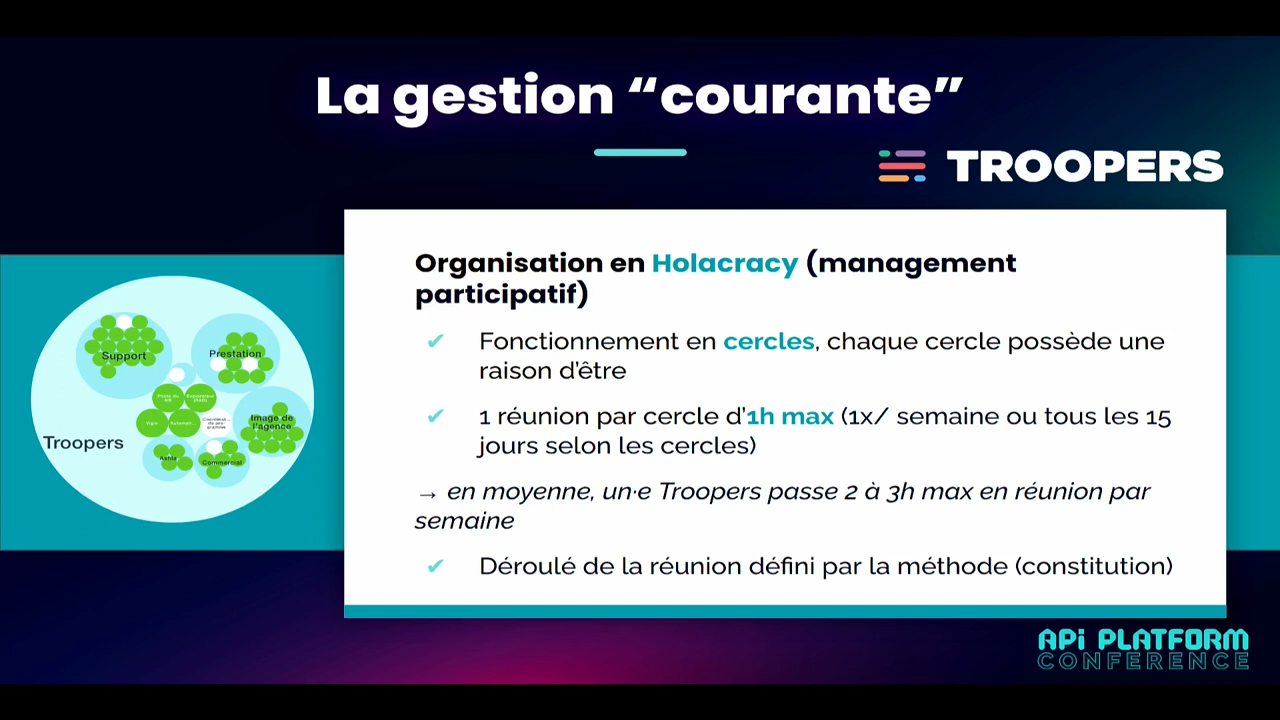 La gestion “courante”
TROOPERS
Organisation en Holacracy (management
participatif)
✔ Fonctionnement en cercles, chaque cercle possède une
raison d’être
✔ 1 réunion par cercle d’1h max (1x/ semaine ou tous les 15
jours selon les cercles)
→ en moyenne, un·e Troopers passe 2 à 3h max en réunion par
semaine
✔ Déroulé de la réunion défini par la méthode (constitution)
Support
Prestation
Image de
l'agence
Troopers
Commercial
APi PLATFORM
CONFERENCE